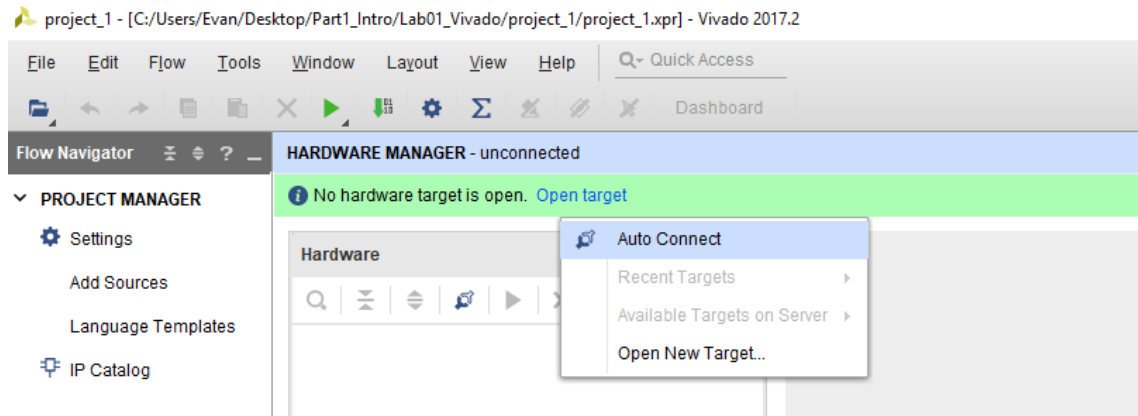 project_1 - [C:/Users/Evan/Desktop/Part1_Intro/Lab01_Vivado/project_1/project_1.xpr] - Vivado 2017.2
File Edit Flow Tools Window Layout View Help Quick Access
Dashboard
Flow Navigator ? HARDWARE MANAGER - unconnected
No hardware target is open. Open target
PROJECT MANAGER
Settings
Add Sources
Language Templates
IP Catalog
Hardware
Auto Connect
Recent Targets
Available Targets on Server
Open New Target...